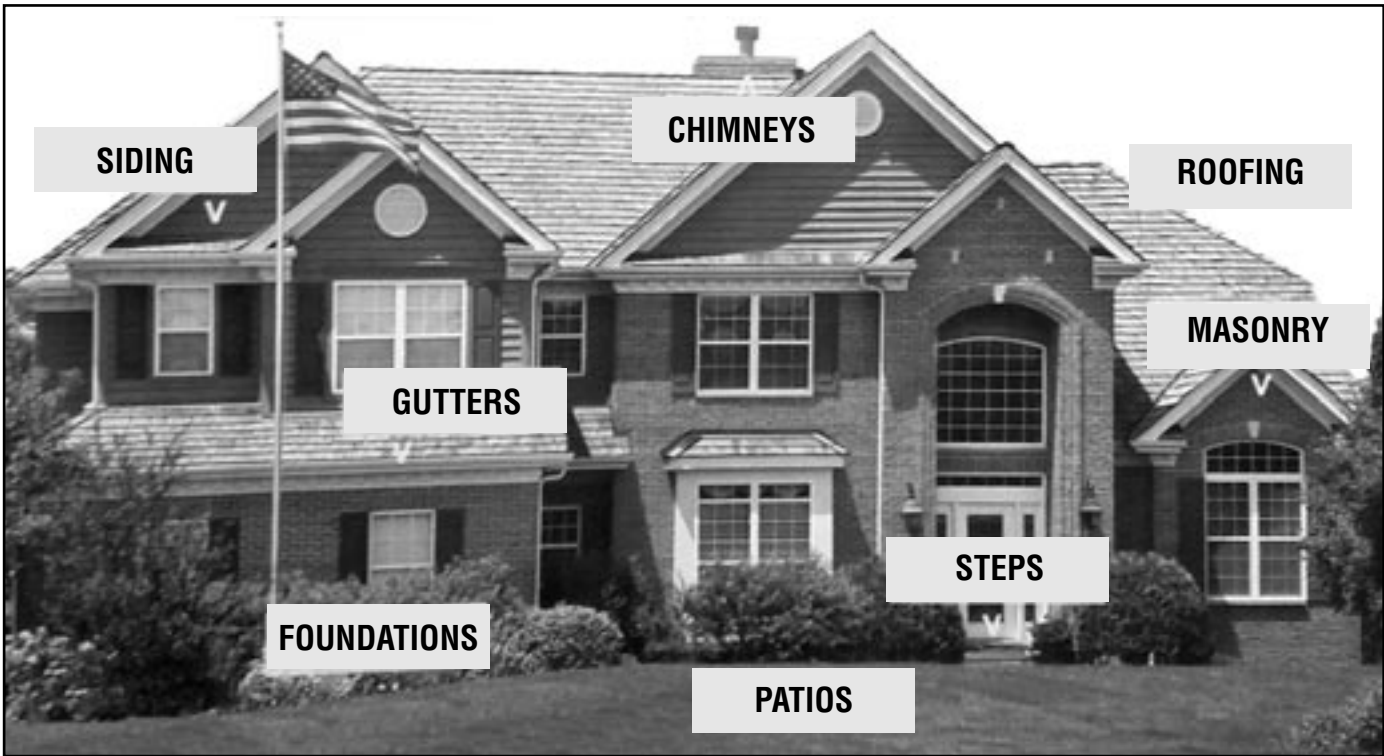 CHIMNEYS
SIDING
ROOFING
MASONRY
GUTTERS
STEPS
FOUNDATIONS
PATIOS